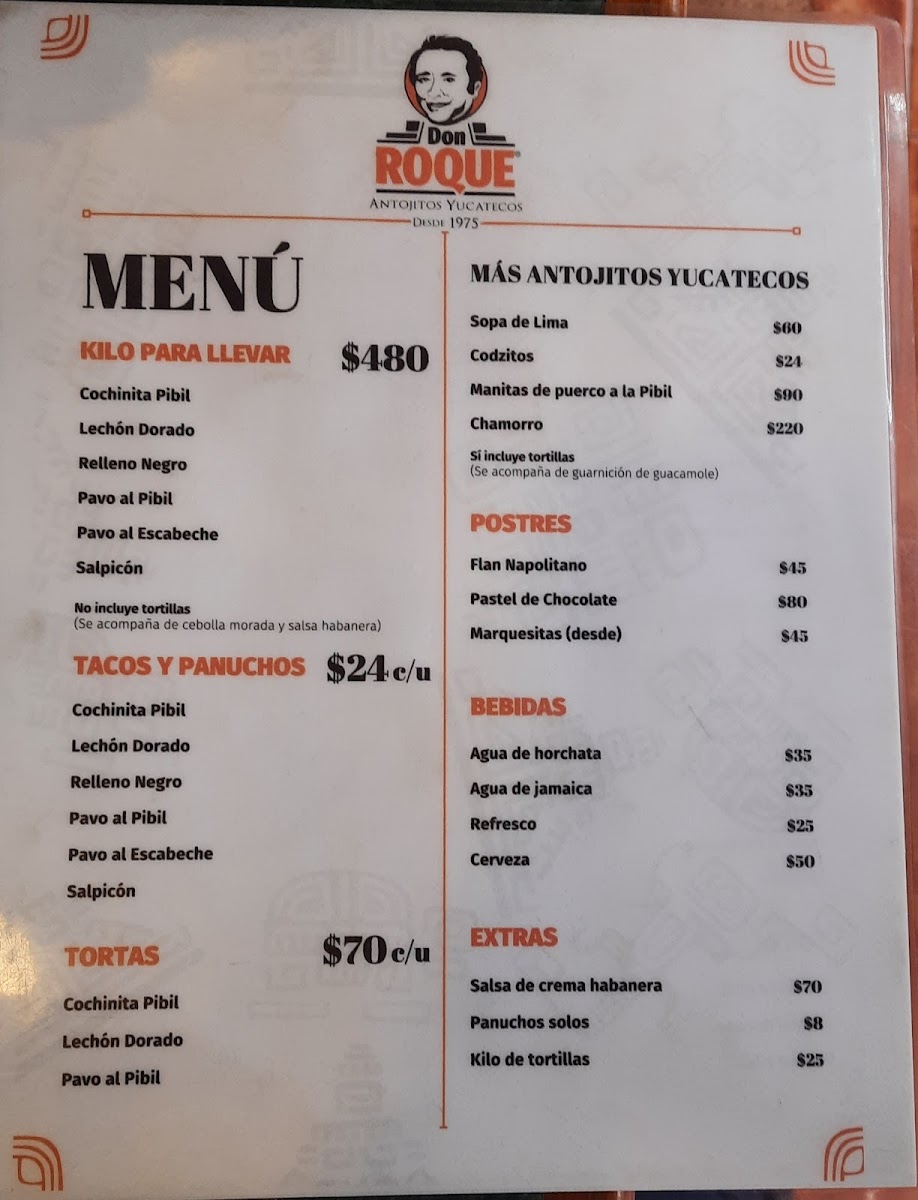 Don
ROQUE
ANTOJITOS YUCATECOS
DESDE 1975
MENÚ
KILO PARA LLEVAR $480
Cochinita Pibil
Lechón Dorado
Relleno Negro
Pavo al Pibil
Pavo al Escabeche
Salpicón
No incluye tortillas
(Se acompaña de cebolla morada y salsa habanera)
TACOS Y PANUCHOS $24 c/u
Cochinita Pibil
Lechón Dorado
Relleno Negro
Pavo al Pibil
Pavo al Escabeche
Salpicón
TORTAS $70 c/u
Cochinita Pibil
Lechón Dorado
Pavo al Pibil
MÁS ANTOJITOS YUCATECOS
Sopa de Lima $60
Codzitos $24
Manitas de puerco a la Pibil $90
Chamorro $220
Sí incluye tortillas
(Se acompaña de guarnición de guacamole)
POSTRES
Flan Napolitano $45
Pastel de Chocolate $80
Marquesitas (desde) $45
BEBIDAS
Agua de horchata $35
Agua de jamaica $35
Refresco $25
Cerveza $50
EXTRAS
Salsa de crema habanera $70
Panuchos solos $8
Kilo de tortillas $25